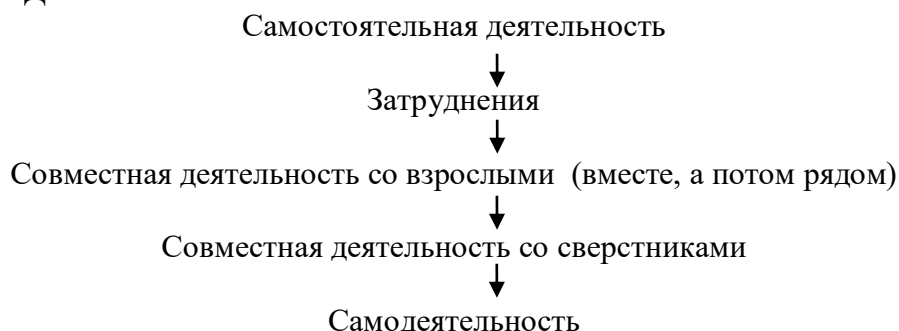 Самостоятельная деятельность
Затруднения
Совместная деятельность со взрослыми (вместе, а потом рядом)
Совместная деятельность со сверстниками
Самодеятельность